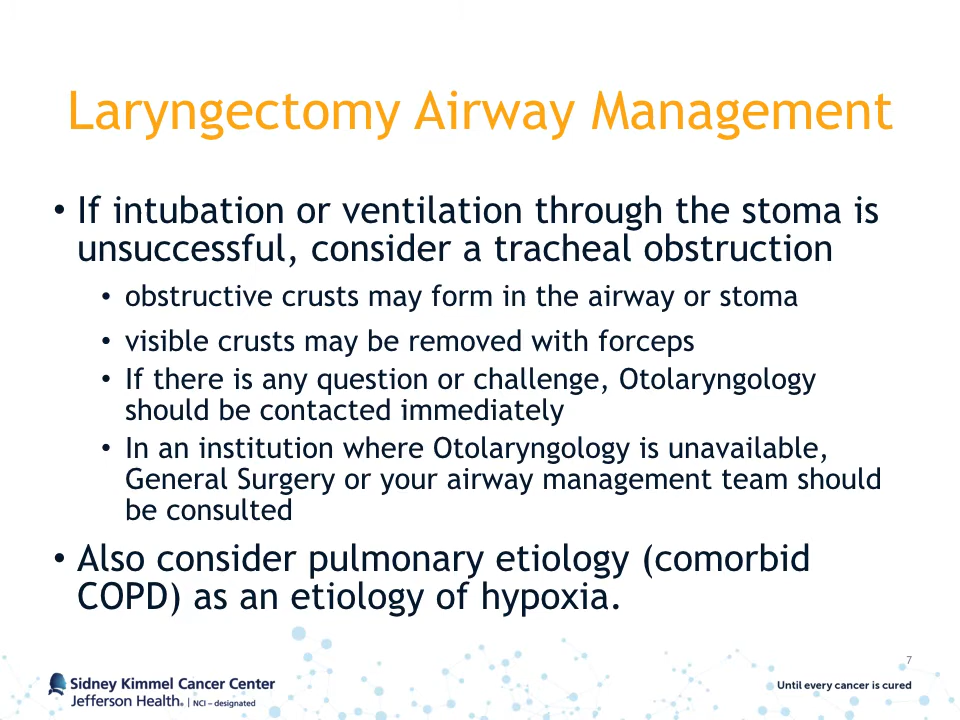 Laryngectomy Airway Management
• If intubation or ventilation through the stoma is
unsuccessful, consider a tracheal obstruction
• obstructive crusts may form in the airway or stoma
• visible crusts may be removed with forceps
• If there is any question or challenge, Otolaryngology
should be contacted immediately
• In an institution where Otolaryngology is unavailable,
General Surgery or your airway management team should
be consulted
• Also consider pulmonary etiology (comorbid
COPD) as an etiology of hypoxia.
7
Sidney Kimmel Cancer Center
Jefferson Health® | NCI – designated
Until every cancer is cured